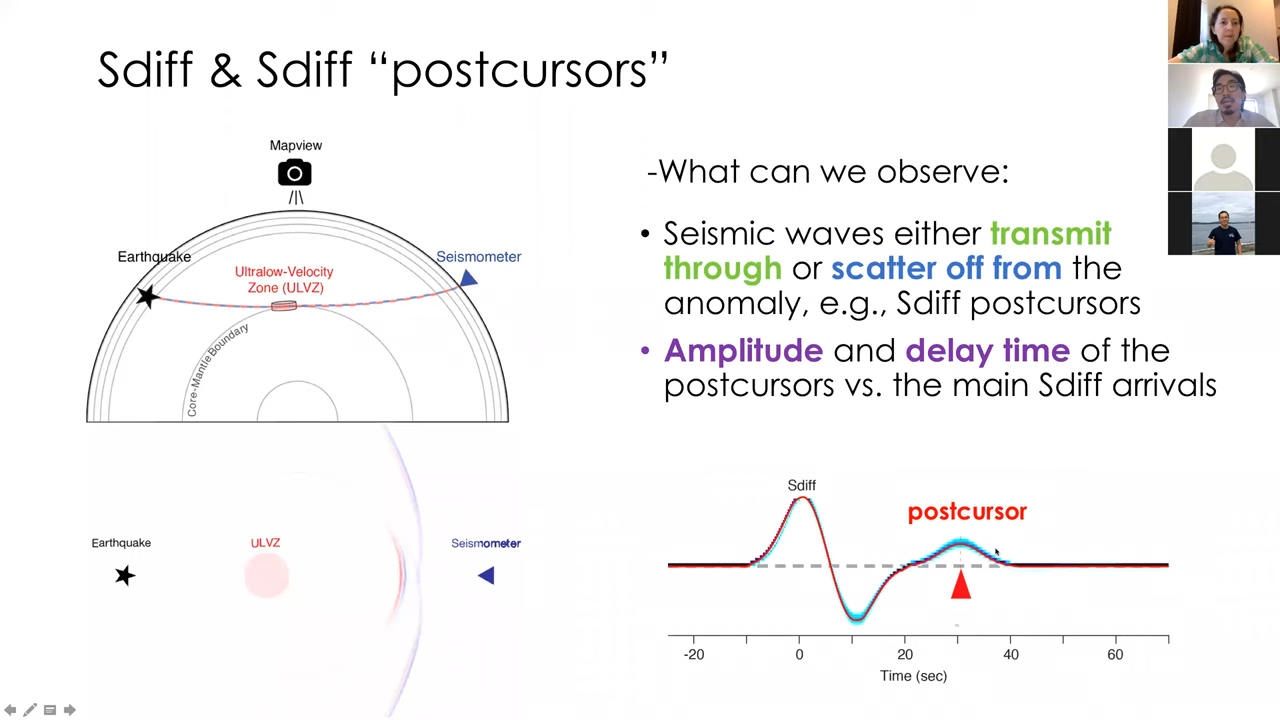 Sdiff & Sdiff “postcursors”
Mapview
Earthquake
Seismometer
Ultralow-Velocity
Zone (ULVZ)
Core-Mantle Boundary
-What can we observe:
• Seismic waves either transmit
through or scatter off from the
anomaly, e.g., Sdiff postcursors
• Amplitude and delay time of the
postcursors vs. the main Sdiff arrivals
Earthquake
ULVZ
Seismometer
Sdiff
postcursor
-20 0 20 40 60
Time (sec)